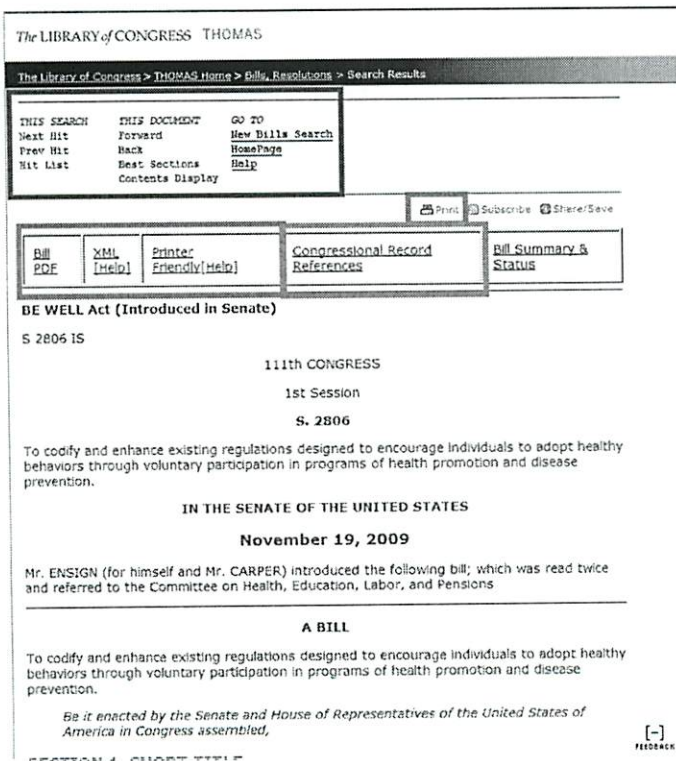 The LIBRARY of CONGRESS THOMAS
The Library of Congress > THOMAS Home > Bills, Resolutions > Search Results
THIS SEARCH THIS DOCUMENT GO TO
Next Hit Forward New Bills Search
Prev Hit Back HomePage
Hit List Best Sections Help
Contents Display
Print Subscribe Share/Save
Bill XML Printer Congressional Record Bill Summary &
PDF [Help] Friendly[Help] References Status
BE WELL Act (Introduced in Senate)
S 2806 IS
111th CONGRESS
1st Session
S. 2806
To codify and enhance existing regulations designed to encourage individuals to adopt healthy
behaviors through voluntary participation in programs of health promotion and disease
prevention.
IN THE SENATE OF THE UNITED STATES
November 19, 2009
Mr. ENSIGN (for himself and Mr. CARPER) introduced the following bill; which was read twice
and referred to the Committee on Health, Education, Labor, and Pensions
A BILL
To codify and enhance existing regulations designed to encourage individuals to adopt healthy
behaviors through voluntary participation in programs of health promotion and disease
prevention.
Be it enacted by the Senate and House of Representatives of the United States of
America in Congress assembled,
[-]
FEEDBACK
SECTION 1. SHORT TITLE